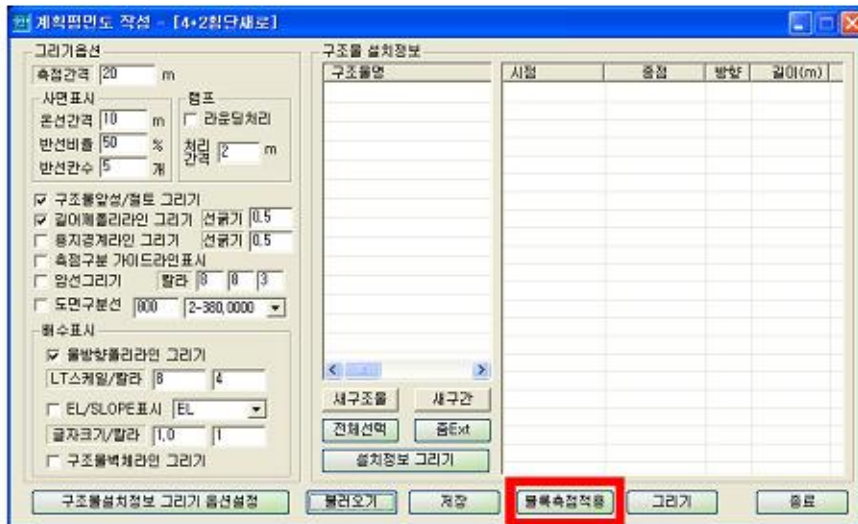 계획평면도 작성 - [4+2횡단새로]
그리기옵션
측점간격 20 m
사면표시
온선간격 10 m
반선비율 50 %
반선칸수 5 개
램프
라운딩처리
처리간격 2 m
구조물앞성/절토 그리기
길어깨폴리라인 그리기 선굵기 0.5
용지경계라인 그리기 선굵기 0.5
측점구분 가이드라인표시
암선그리기 칼라 8 8 3
도면구분선 800 2-380,0000
배수표시
물방향폴리라인 그리기
LT스케일/칼라 8 4
EL/SLOPE표시 EL
글자크기/칼라 1.0 1
구조물벽체라인 그리기
구조물 설치정보
구조물명
시점 종점 방향 길이(m)
새구조물 새구간
전체선택 줌Ext
설치정보 그리기
구조물설치정보 그리기 옵션설정 불러오기 저장 블록측점적용 그리기 종료